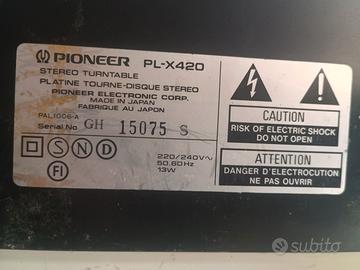 PIONEER PL-X420
STEREO TURNTABLE
PLATINE TOURNE-DISQUE STEREO
PIONEER ELECTRONIC CORP.
MADE IN JAPAN
FABRIQUE AU JAPON
PAL1006-A
Serial No GH 15075 S
S N D
FI
220/240V~
50.60Hz
13W
CAUTION
RISK OF ELECTRIC SHOCK
DO NOT OPEN
ATTENTION
DANGER D'ELECTROCUTION
NE PAS OUVRIR
subito